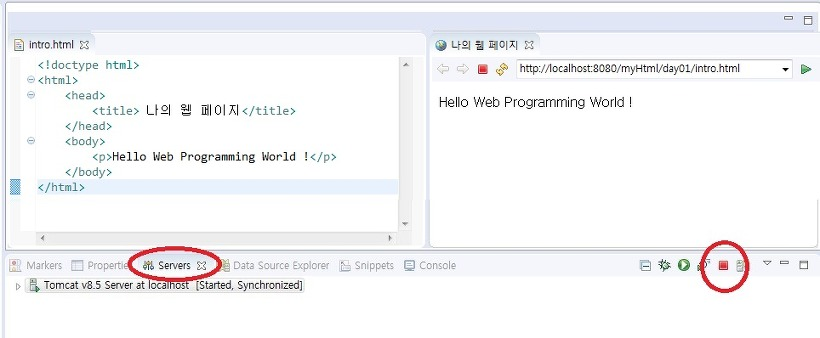 intro.html
<!doctype html>
<html>
<head>
<title> 나의 웹 페이지</title>
</head>
<body>
<p>Hello Web Programming World !</p>
</body>
</html>
나의 웹 페이지
http://localhost:8080/myHtml/day01/intro.html
Hello Web Programming World !
Markers Propertie Servers Data Source Explorer Snippets Console
Tomcat v8.5 Server at localhost [Started, Synchronized]